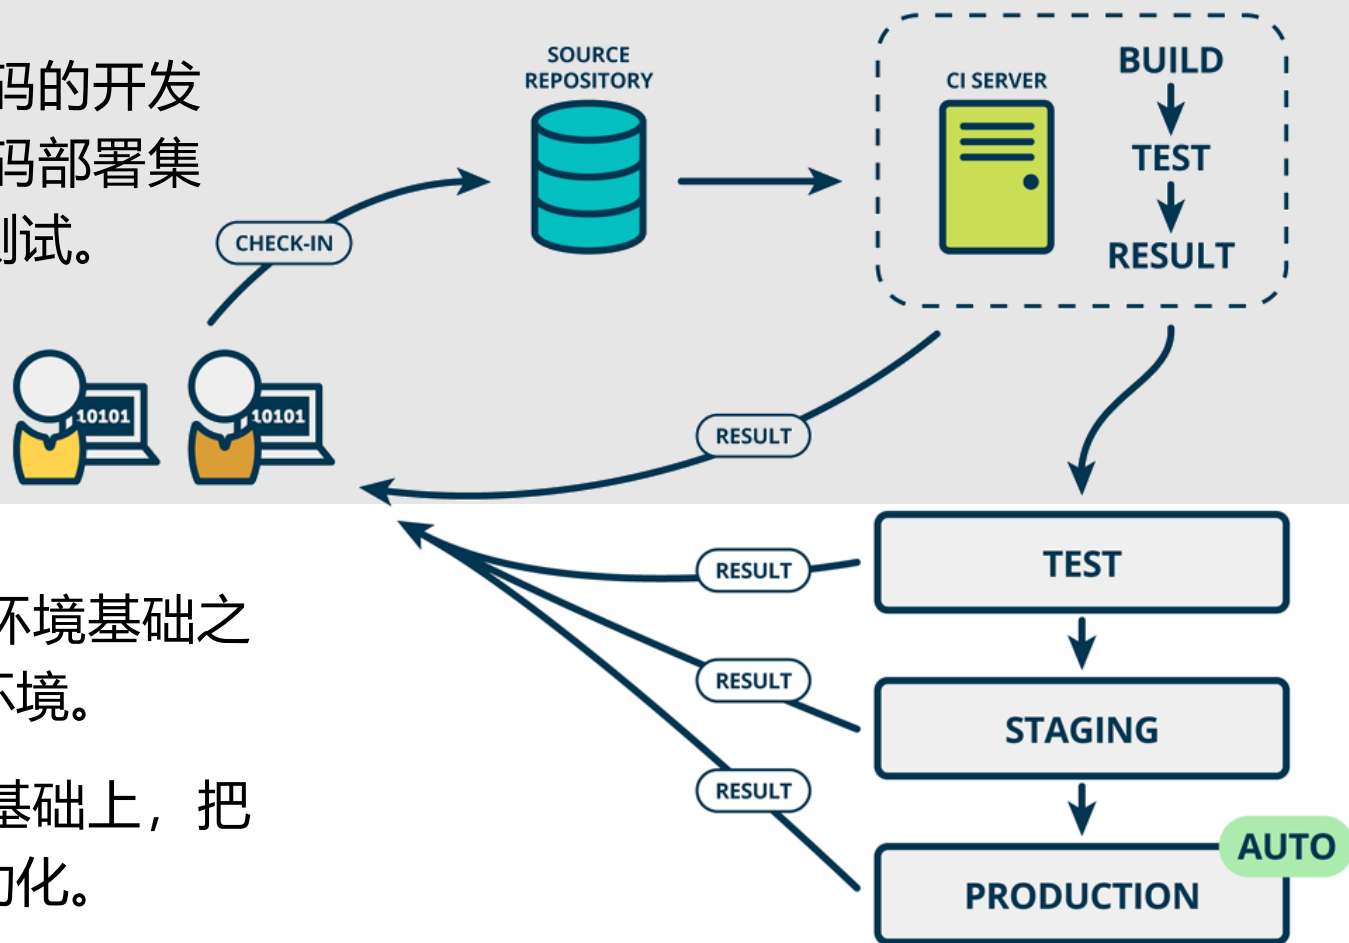 码的开发
码部署集
测试。
SOURCE
REPOSITORY
CI SERVER
BUILD
TEST
RESULT
CHECK-IN
10101
10101
RESULT
环境基础之
不境。
基础上，把
动化。
RESULT
RESULT
RESULT
TEST
STAGING
PRODUCTION
AUTO